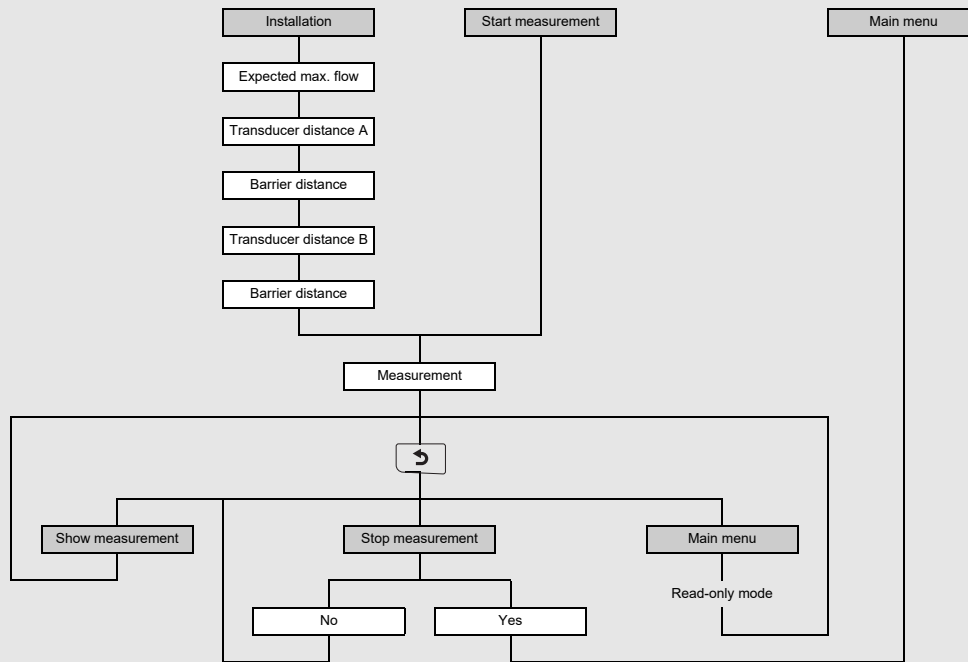 Installation
Start measurement
Main menu
Expected max. flow
Transducer distance A
Barrier distance
Transducer distance B
Barrier distance
Measurement
Show measurement
Stop measurement
Main menu
Read-only mode
No
Yes